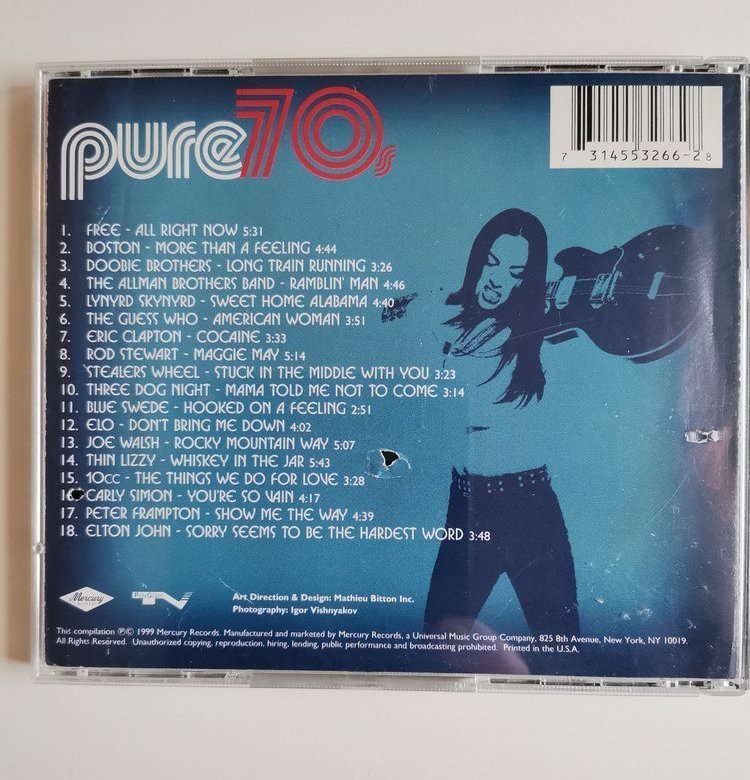 pure70s
7 314553266-2 8
1. FREE - ALL RIGHT NOW 5:31
2. BOSTON - MORE THAN A FEELING 4:44
3. DOOBIE BROTHERS - LONG TRAIN RUNNING 3:26
4. THE ALLMAN BROTHERS BAND - RAMBLIN' MAN 4:46
5. LYNYRD SKYNYRD - SWEET HOME ALABAMA 4:40
6. THE GUESS WHO - AMERICAN WOMAN 3:51
7. ERIC CLAPTON - COCAINE 3:33
8. ROD STEWART - MAGGIE MAY 5:14
9. STEALERS WHEEL - STUCK IN THE MIDDLE WITH YOU 3:23
10. THREE DOG NIGHT - MAMA TOLD ME NOT TO COME 3:14
11. BLUE SWEDE - HOOKED ON A FEELING 2:51
12. ELO - DON'T BRING ME DOWN 4:02
13. JOE WALSH - ROCKY MOUNTAIN WAY 5:07
14. THIN LIZZY - WHISKEY IN THE JAR 5:43
15. 10cc - THE THINGS WE DO FOR LOVE 3:28
16. CARLY SIMON - YOU'RE SO VAIN 4:17
17. PETER FRAMPTON - SHOW ME THE WAY 4:39
18. ELTON JOHN - SORRY SEEMS TO BE THE HARDEST WORD 3:48
Mercury
TV
Art Direction & Design: Mathieu Bitton Inc.
Photography: Igor Vishnyakov
This compilation ℗© 1999 Mercury Records. Manufactured and marketed by Mercury Records, a Universal Music Group Company, 825 8th Avenue, New York, NY 10019.
All Rights Reserved. Unauthorized copying, reproduction, hiring, lending, public performance and broadcasting prohibited. Printed in the U.S.A.